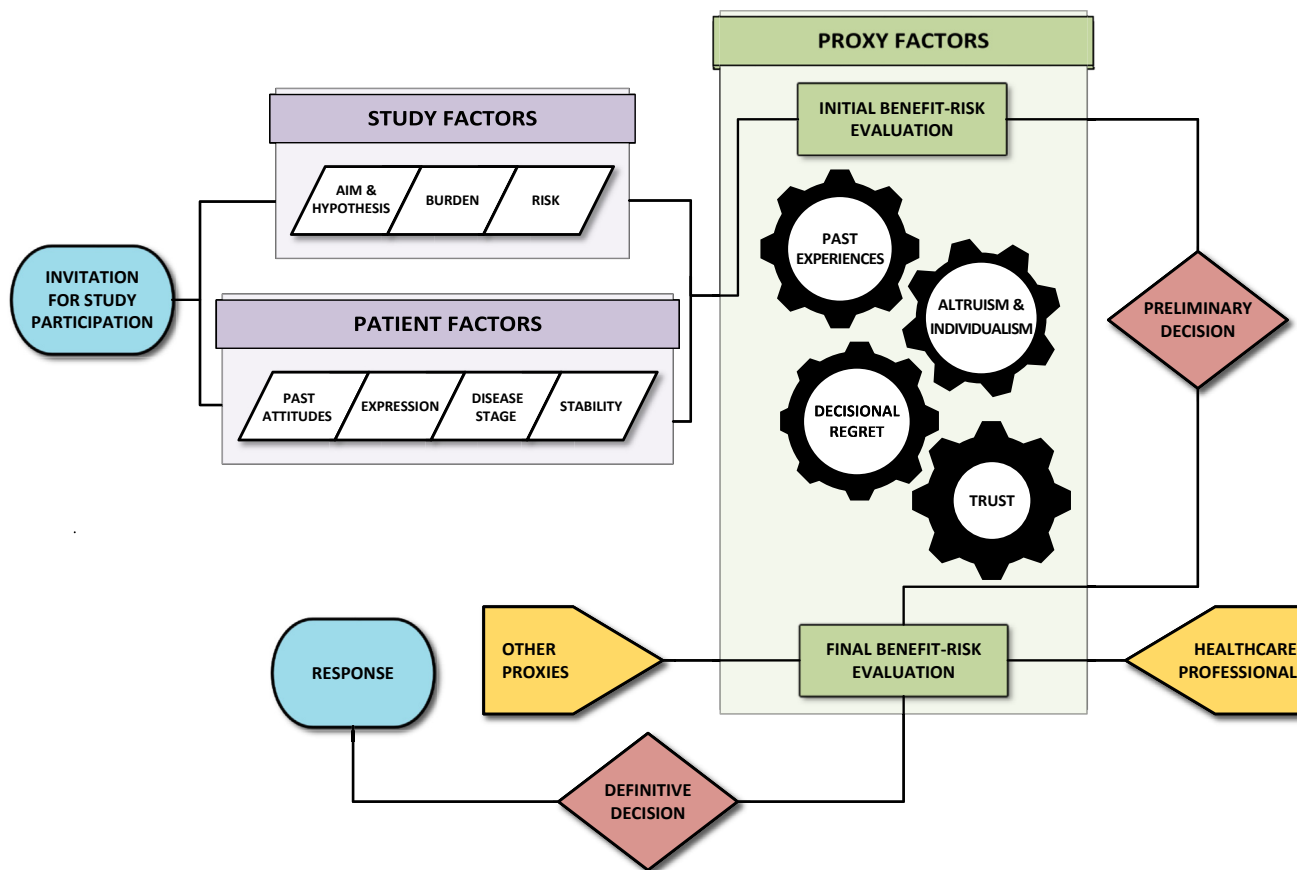 PROXY FACTORS
INITIAL BENEFIT-RISK
EVALUATION
STUDY FACTORS
AIM &
HYPOTHESIS
BURDEN
RISK
INVITATION
FOR STUDY
PARTICIPATION
PATIENT FACTORS
PAST
ATTITUDES
EXPRESSION
DISEASE
STAGE
STABILITY
PAST
EXPERIENCES
ALTRUISM &
INDIVIDUALISM
DECISIONAL
REGRET
TRUST
PRELIMINARY
DECISION
OTHER
PROXIES
FINAL BENEFIT-RISK
EVALUATION
HEALTHCARE
PROFESSIONAL
RESPONSE
DEFINITIVE
DECISION